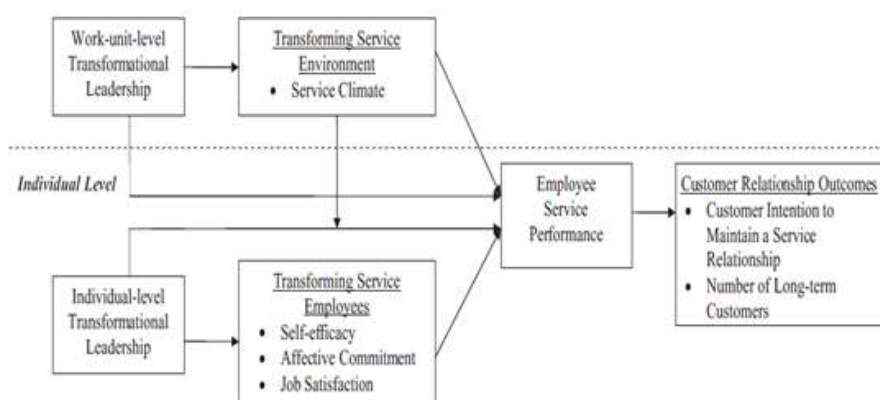 Work-unit-level
Transformational
Leadership
Transforming Service
Environment
• Service Climate
Individual Level
Employee
Service
Performance
Customer Relationship Outcomes
• Customer Intention to
Maintain a Service
Relationship
• Number of Long-term
Customers
Individual-level
Transformational
Leadership
Transforming Service
Employees
• Self-efficacy
• Affective Commitment
• Job Satisfaction